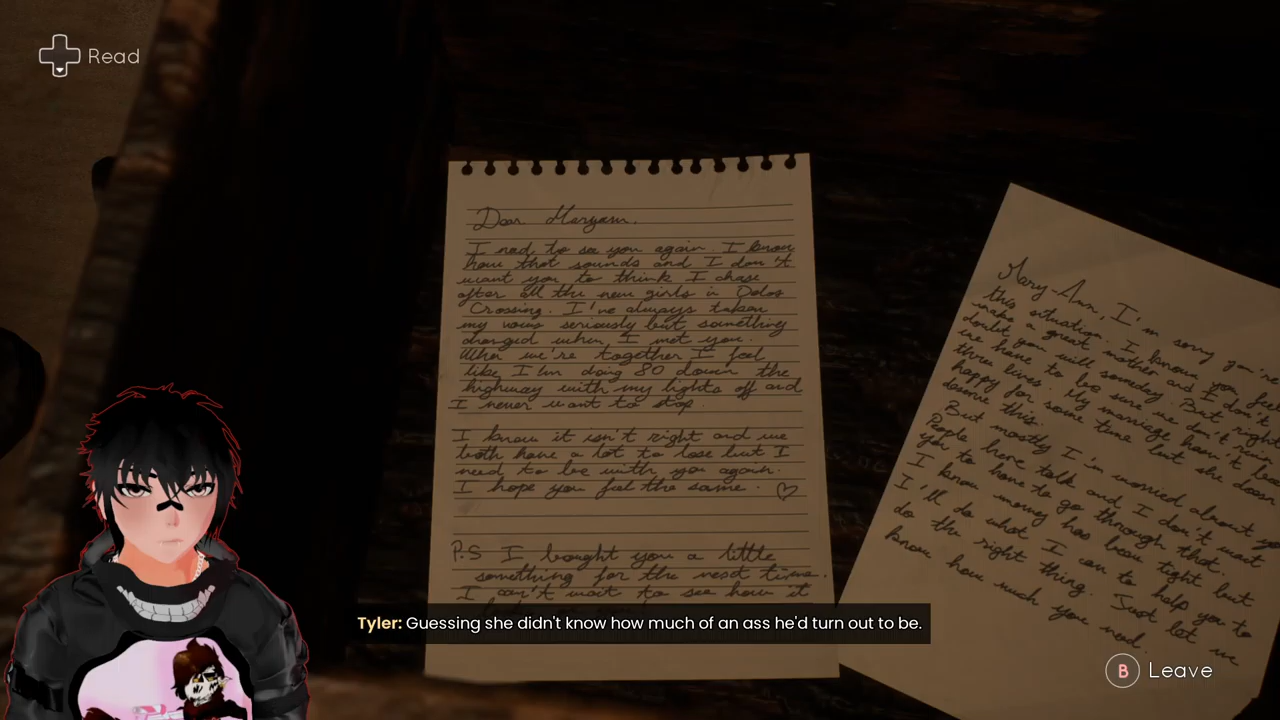 Read
Dear Maryann.
I need to see you again. I know
how that sounds and I don't
want you to think I chase
after all the new girls in Delos
Crossing. I've always taken
my vows seriously but something
changed when I met you.
When we're together I feel
like I'm doing 80 down the
highway with my lights off and
I never want to stop.
I know it isn't right and we
both have a lot to lose but I
need to be with you again.
I hope you feel the same. ♡
P.S I bought you a little
something for the next time.
I can't wait to see how it
Mary-Ann, I'm sorry you're
this situation. I know you feel
make a great mother and I don't
doubt you will someday. But right
we have to be sure we don't ruin
three lives. My marriage hasn't been
happy for some time but she doesn
deserve this.
But mostly I'm worried about
People here talk and I don't want
you to have to go through that.
I know money has been tight but
I'll do what I can to help you to
do the right thing. Just let me
know how much you need
Tyler: Guessing she didn't know how much of an ass he'd turn out to be.
B Leave